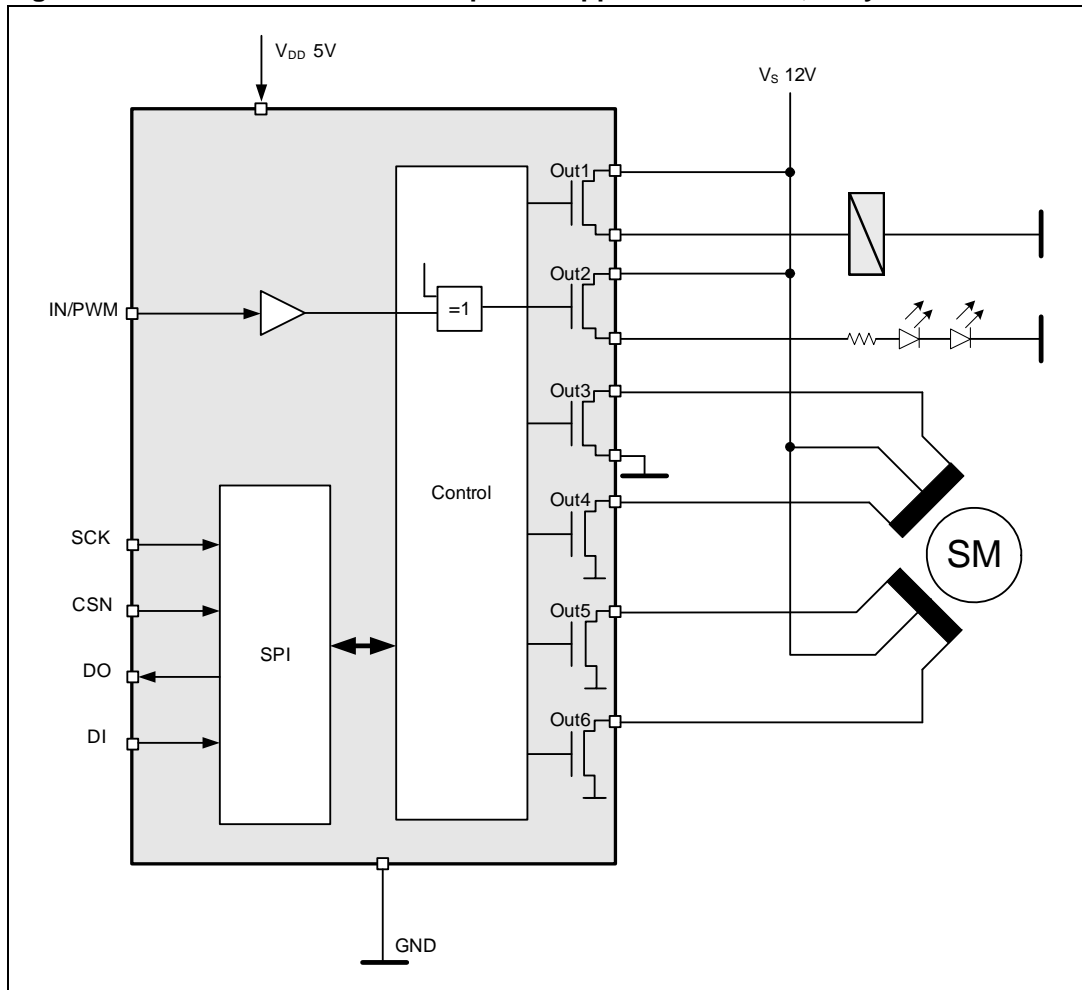 V_DD 5V
V_S 12V
Out1
Out2
IN/PWM
=1
Out3
Control
Out4
SCK
SM
CSN
Out5
SPI
DO
Out6
DI
GND